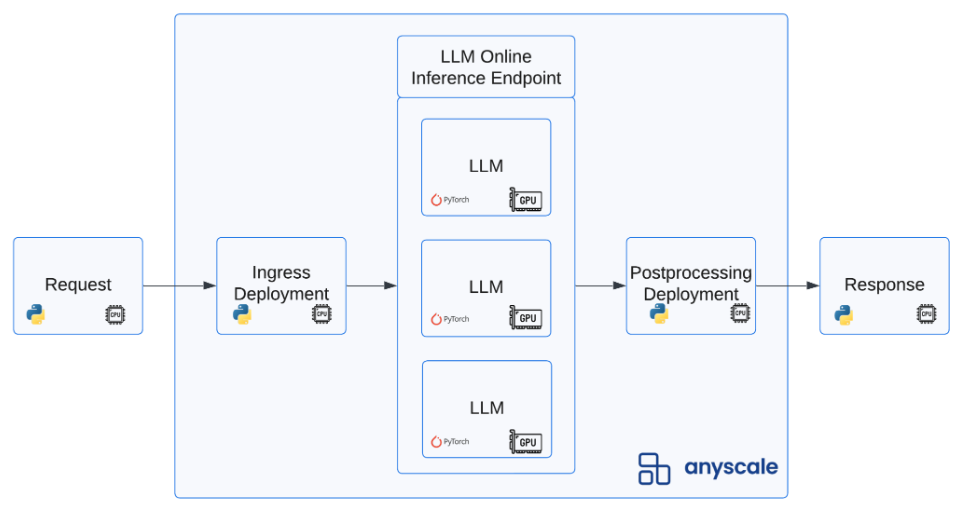 LLM Online
Inference Endpoint
LLM
PyTorch
GPU
Request
CPU
Ingress
Deployment
CPU
LLM
PyTorch
GPU
Postprocessing
Deployment
CPU
Response
CPU
LLM
PyTorch
GPU
anyscale